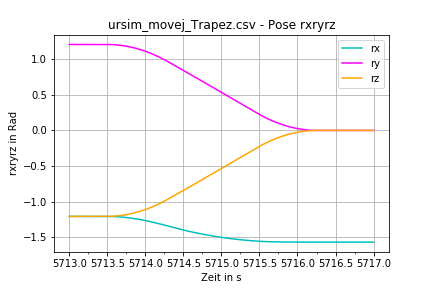 ursim_movej_Trapez.csv - Pose rxryrz
rx
ry
rz
1.0
0.5
0.0
−0.5
−1.0
−1.5
rxryrz in Rad
5713.0 5713.5 5714.0 5714.5 5715.0 5715.5 5716.0 5716.5 5717.0
Zeit in s